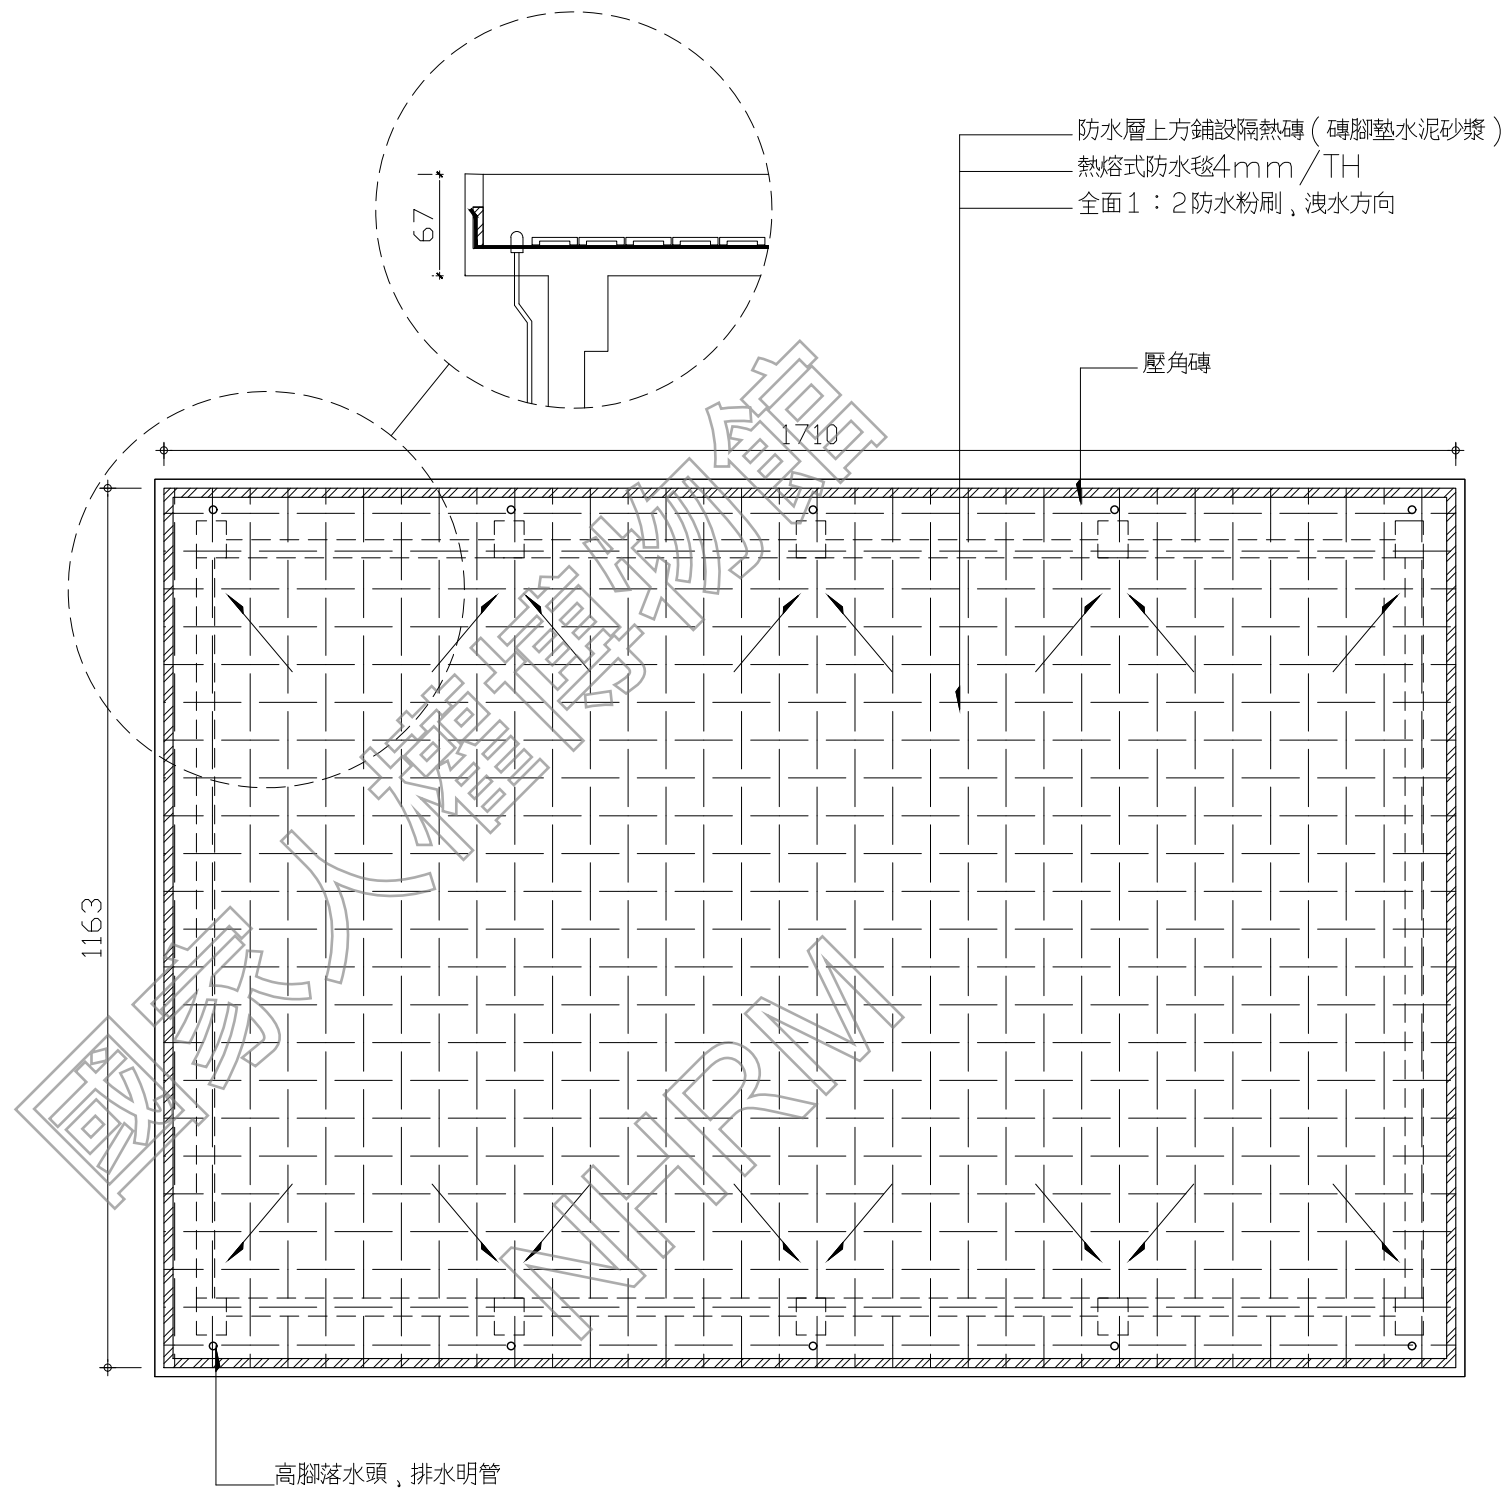 防水層上方鋪設隔熱磚(磚腳墊水泥砂漿)
熱熔式防水毯4mm/TH
全面1:2防水粉刷、洩水方向
67
壓角磚
1710
1163
國家人權博物館
NHRM
高腳落水頭、排水明管